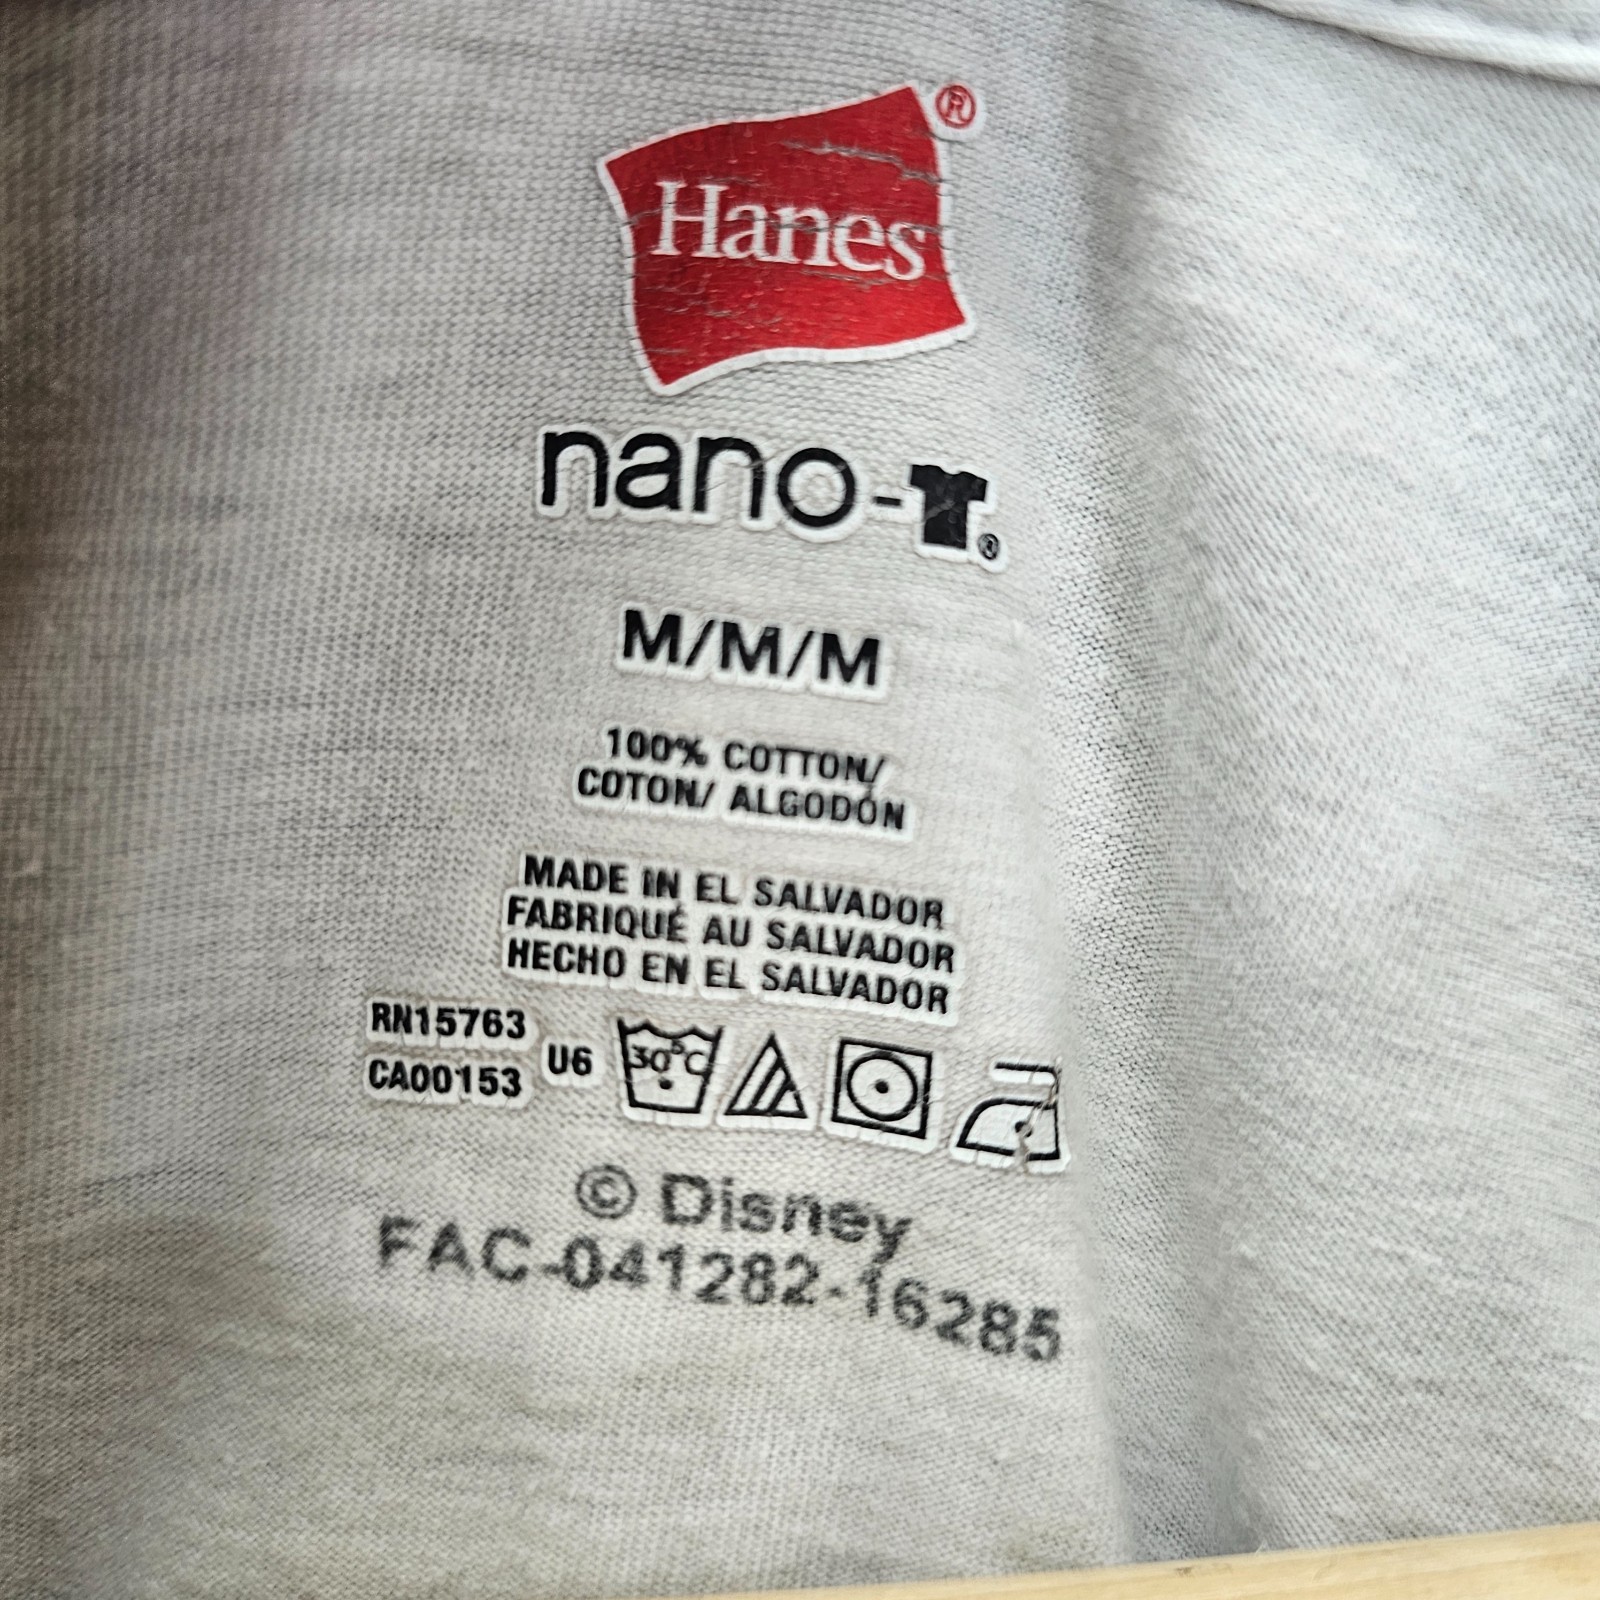 Hanes®
nano-T®
M/M/M
100% COTTON/
COTON/ ALGODÓN
MADE IN EL SALVADOR
FABRIQUÉ AU SALVADOR
HECHO EN EL SALVADOR
RN15763
CA00153
U6
30°C
© Disney
FAC-041282-16285